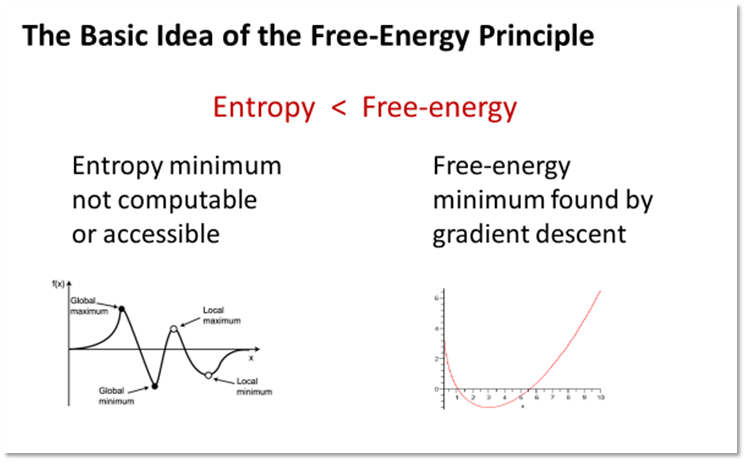 The Basic Idea of the Free-Energy Principle
Entropy < Free-energy
Entropy minimum
not computable
or accessible
Free-energy
minimum found by
gradient descent
f(x)
Global
maximum
Local
maximum
x
Global
minimum
Local
minimum
6
4
2
0
1 2 3 4 5 6 7 8 9 10